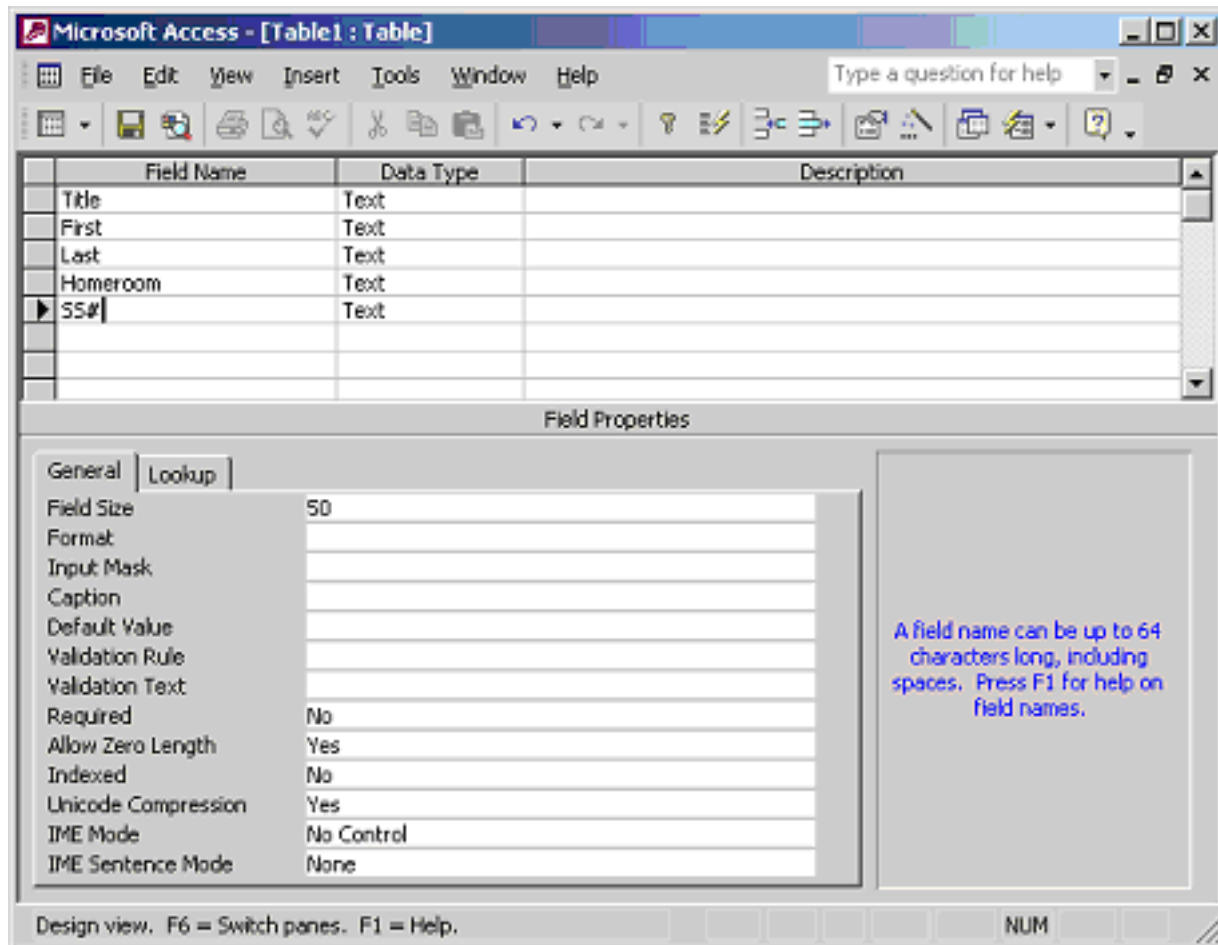 Microsoft Access - [Table1 : Table]
File Edit View Insert Tools Window Help Type a question for help
Field Name Data Type Description
Title Text
First Text
Last Text
Homeroom Text
SS# Text
Field Properties
General Lookup
Field Size 50
Format
Input Mask
Caption
Default Value
Validation Rule
Validation Text
Required No
Allow Zero Length Yes
Indexed No
Unicode Compression Yes
IME Mode No Control
IME Sentence Mode None
A field name can be up to 64
characters long, including
spaces. Press F1 for help on
field names.
Design view. F6 = Switch panes. F1 = Help. NUM